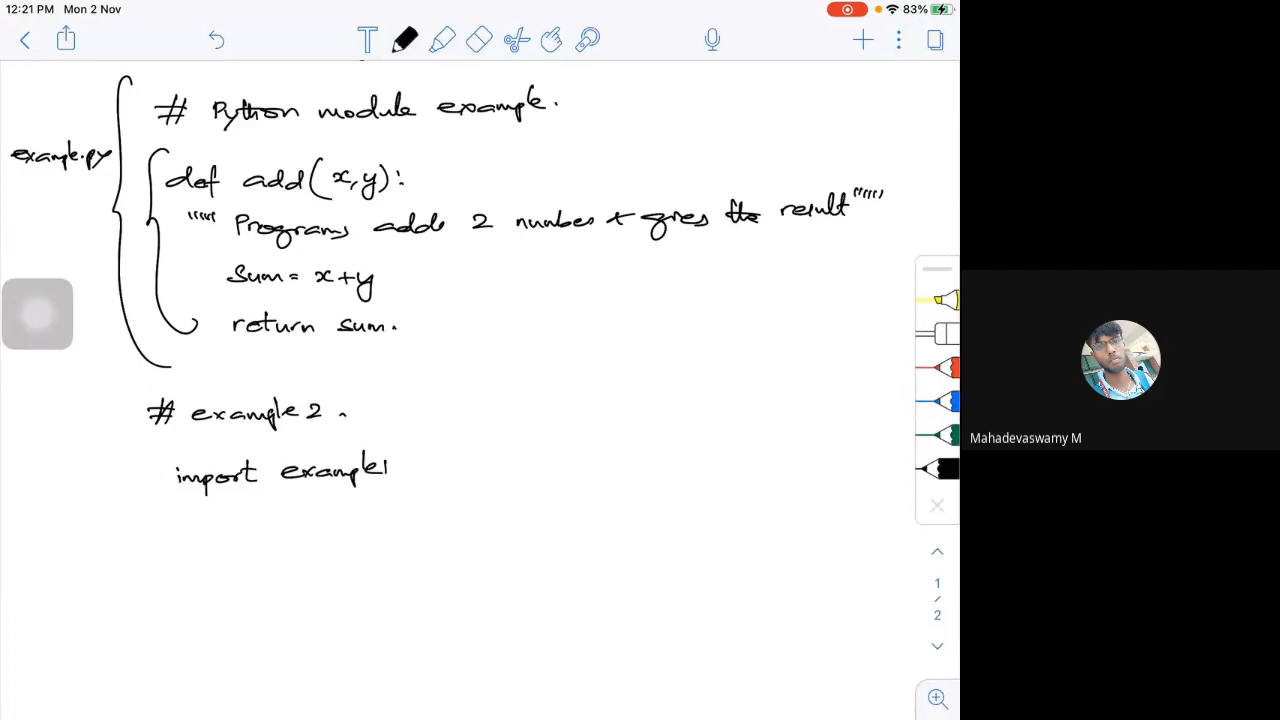 12:21 PM Mon 2 Nov
83%
# Python module example.
example.py
def add(x,y):
""" Programs adds 2 number + gives the result """
Sum = x+y
return sum.
# example 2 .
import example1
Mahadevaswamy M
1
/
2